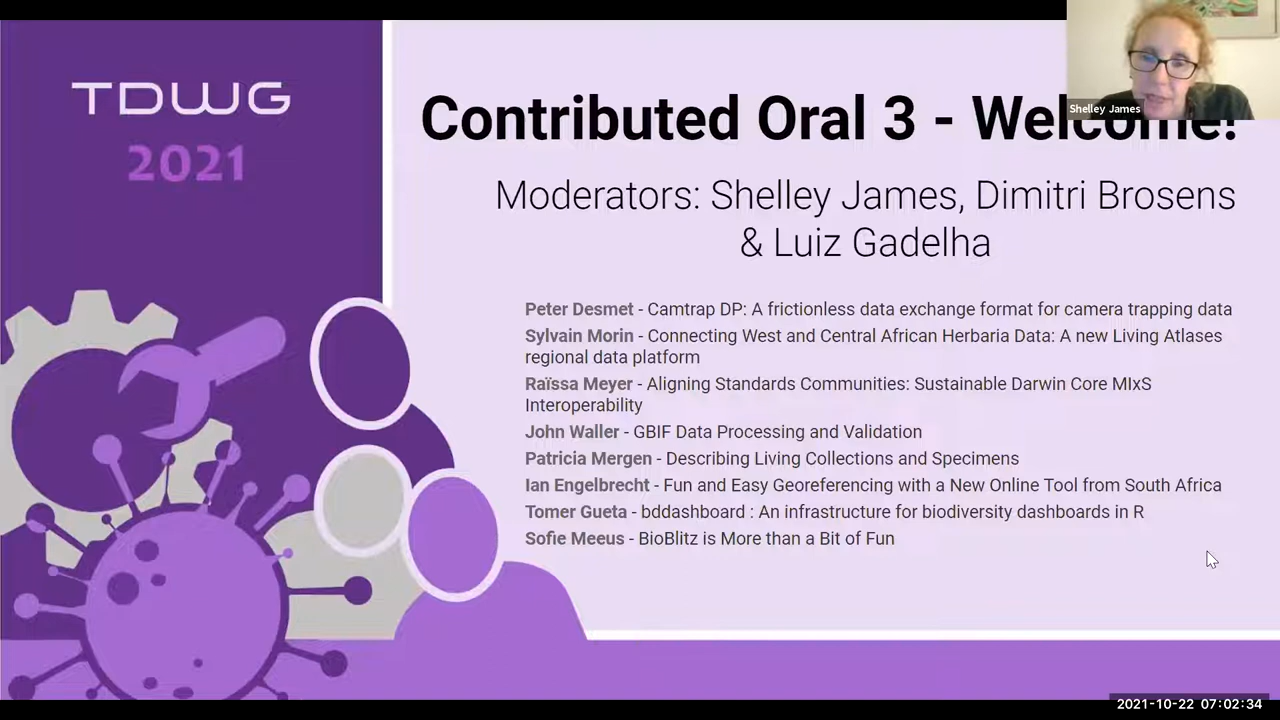 TDWG
2021
Contributed Oral 3 - Welcome!
Shelley James
Moderators: Shelley James, Dimitri Brosens
& Luiz Gadelha
Peter Desmet - Camtrap DP: A frictionless data exchange format for camera trapping data
Sylvain Morin - Connecting West and Central African Herbaria Data: A new Living Atlases
regional data platform
Raïssa Meyer - Aligning Standards Communities: Sustainable Darwin Core MIxS
Interoperability
John Waller - GBIF Data Processing and Validation
Patricia Mergen - Describing Living Collections and Specimens
Ian Engelbrecht - Fun and Easy Georeferencing with a New Online Tool from South Africa
Tomer Gueta - bddashboard : An infrastructure for biodiversity dashboards in R
Sofie Meeus - BioBlitz is More than a Bit of Fun
2021-10-22 07:02:34